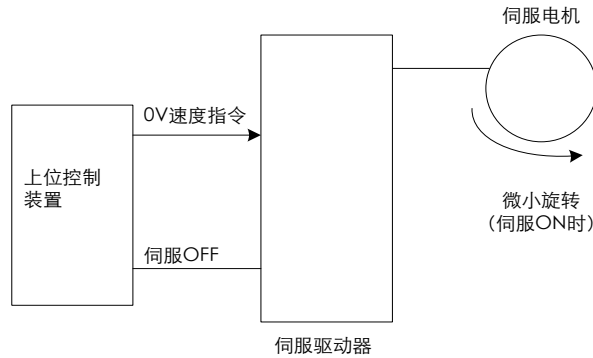 伺服电机
0V速度指令
上位控制
装置
微小旋转
（伺服ON时）
伺服OFF
伺服驱动器